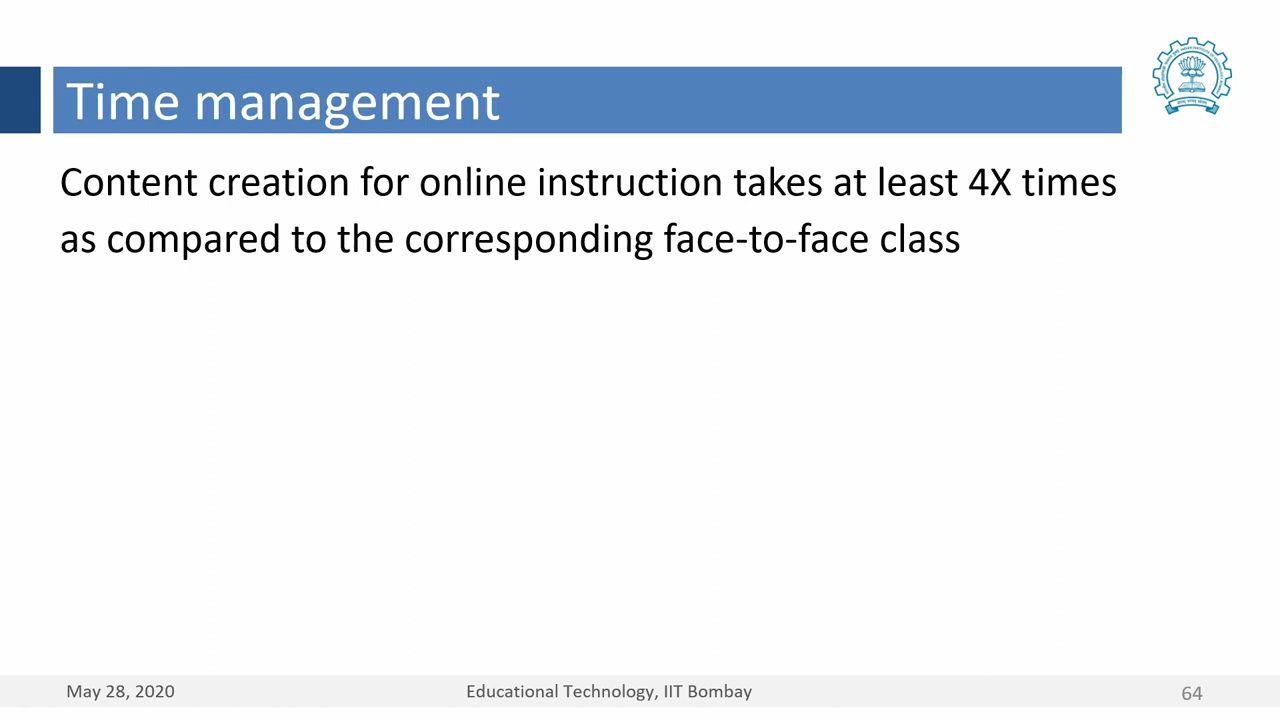 Time management
Content creation for online instruction takes at least 4X times
as compared to the corresponding face-to-face class
May 28, 2020
Educational Technology, IIT Bombay
64